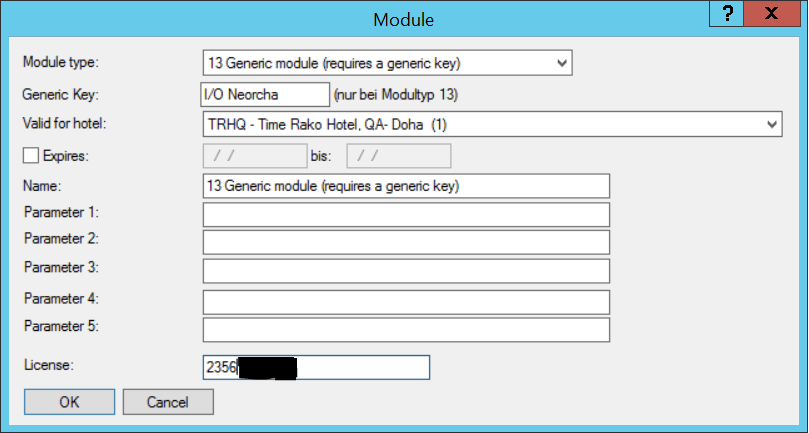 Module
?
X
Module type: 13 Generic module (requires a generic key)
Generic Key: I/O Neorcha (nur bei Modultyp 13)
Valid for hotel: TRHQ - Time Rako Hotel, QA- Doha (1)
Expires: / / bis: / /
Name: 13 Generic module (requires a generic key)
Parameter 1:
Parameter 2:
Parameter 3:
Parameter 4:
Parameter 5:
License: 2356
OK Cancel